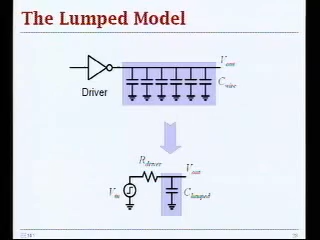 The Lumped Model
V_out
C_wire
Driver
R_driver
V_out
V_in
C_lumped